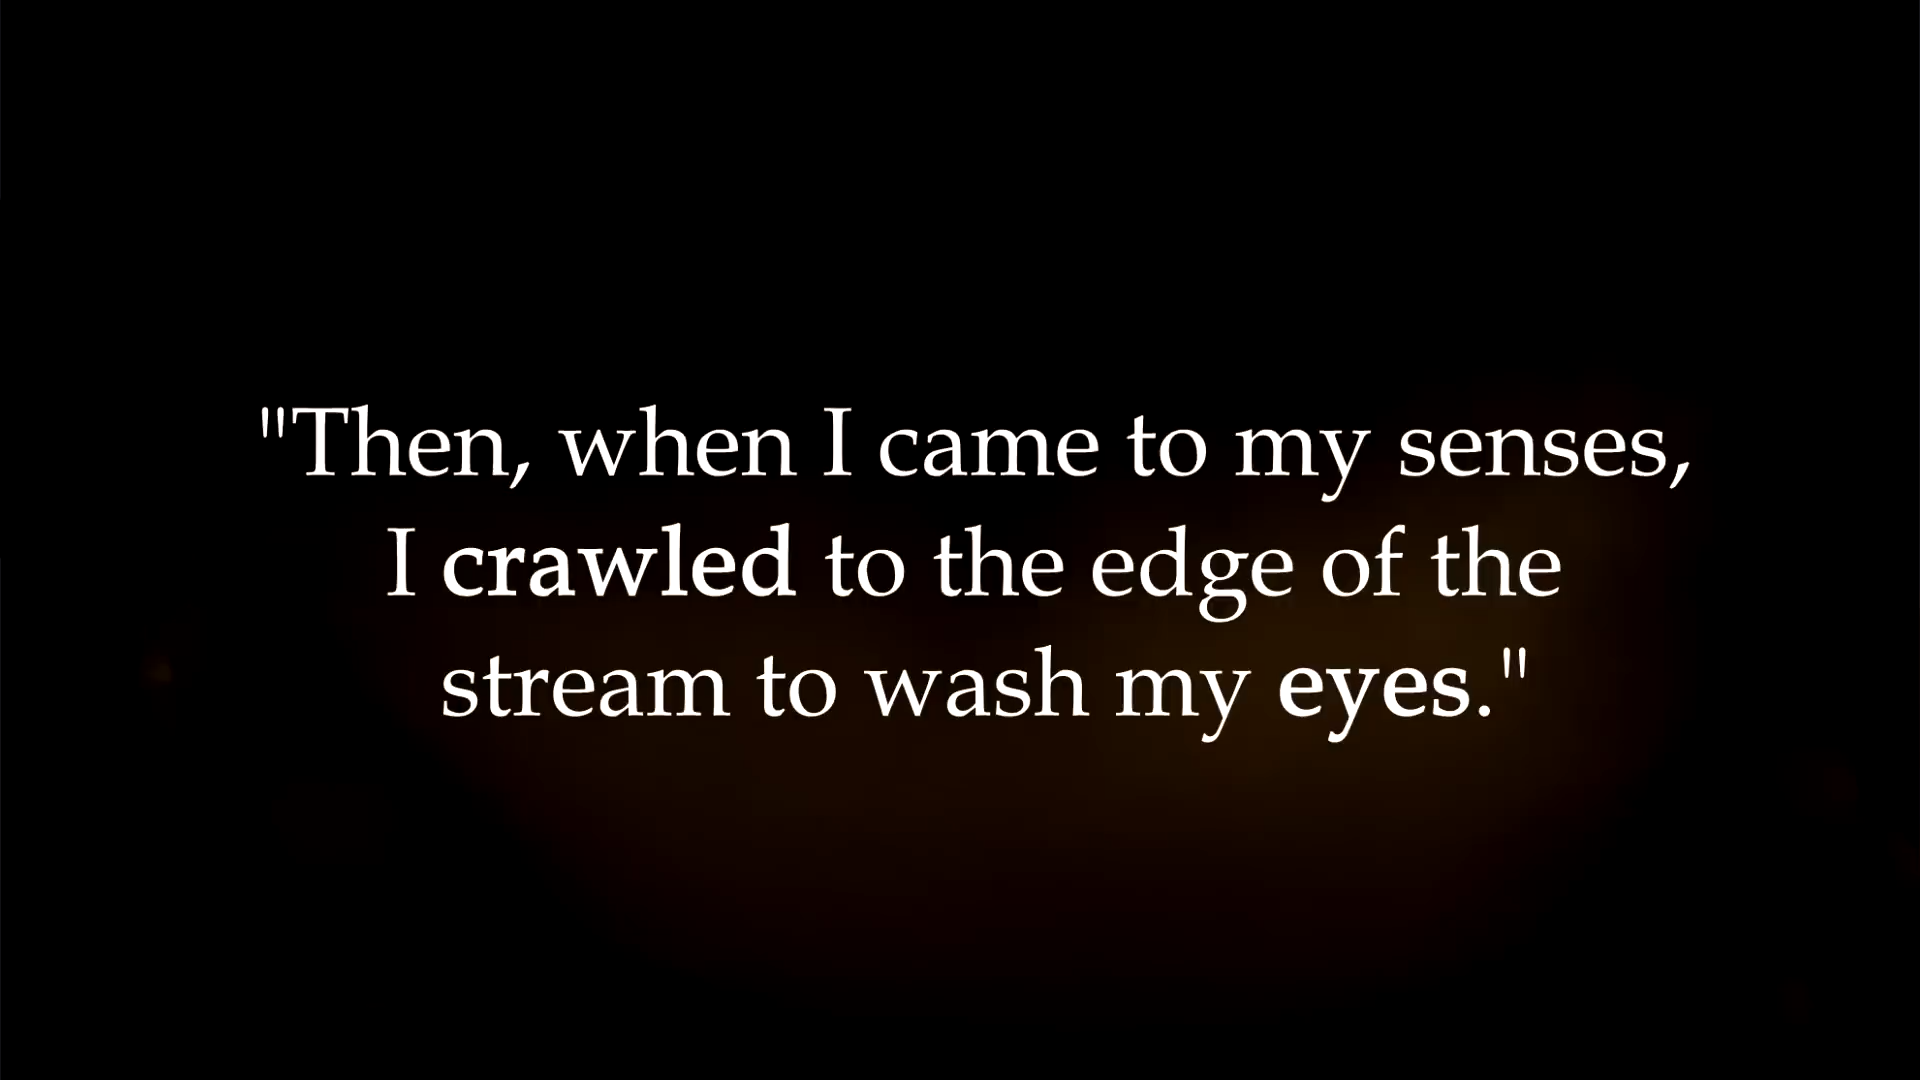 "Then, when I came to my senses,
I crawled to the edge of the
stream to wash my eyes."